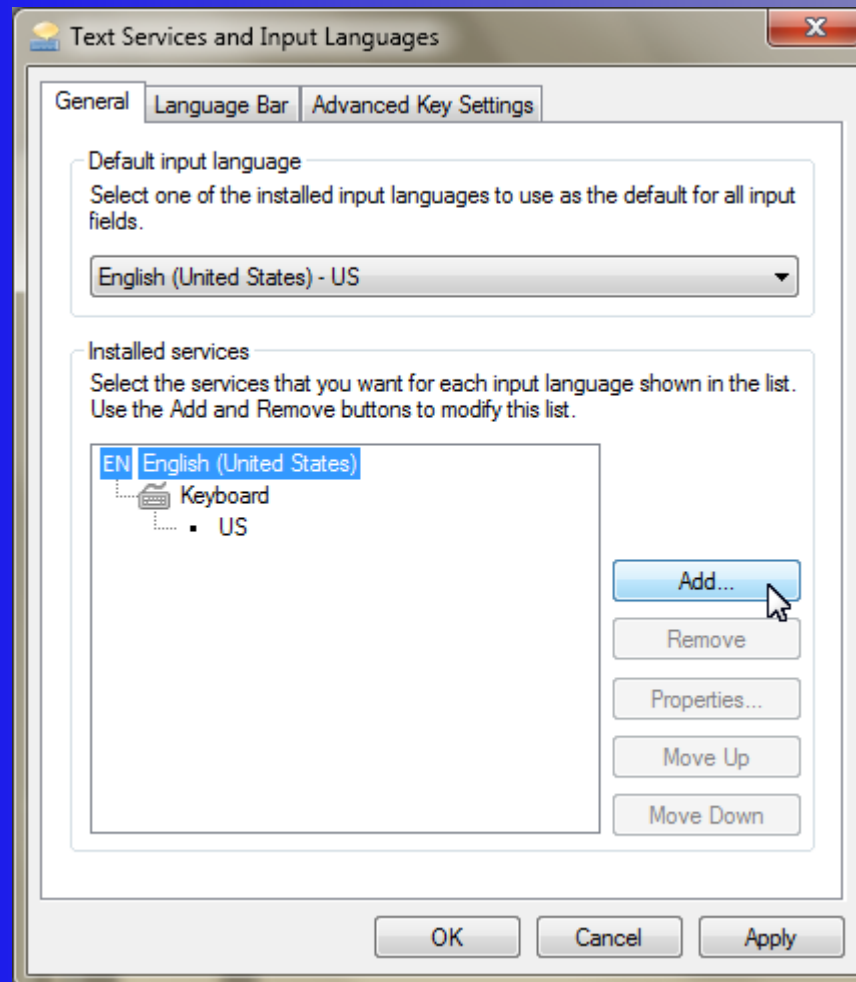 Text Services and Input Languages
General
Language Bar
Advanced Key Settings
Default input language
Select one of the installed input languages to use as the default for all input
fields.
English (United States) - US
Installed services
Select the services that you want for each input language shown in the list.
Use the Add and Remove buttons to modify this list.
EN English (United States)
Keyboard
US
Add...
Remove
Properties...
Move Up
Move Down
OK
Cancel
Apply